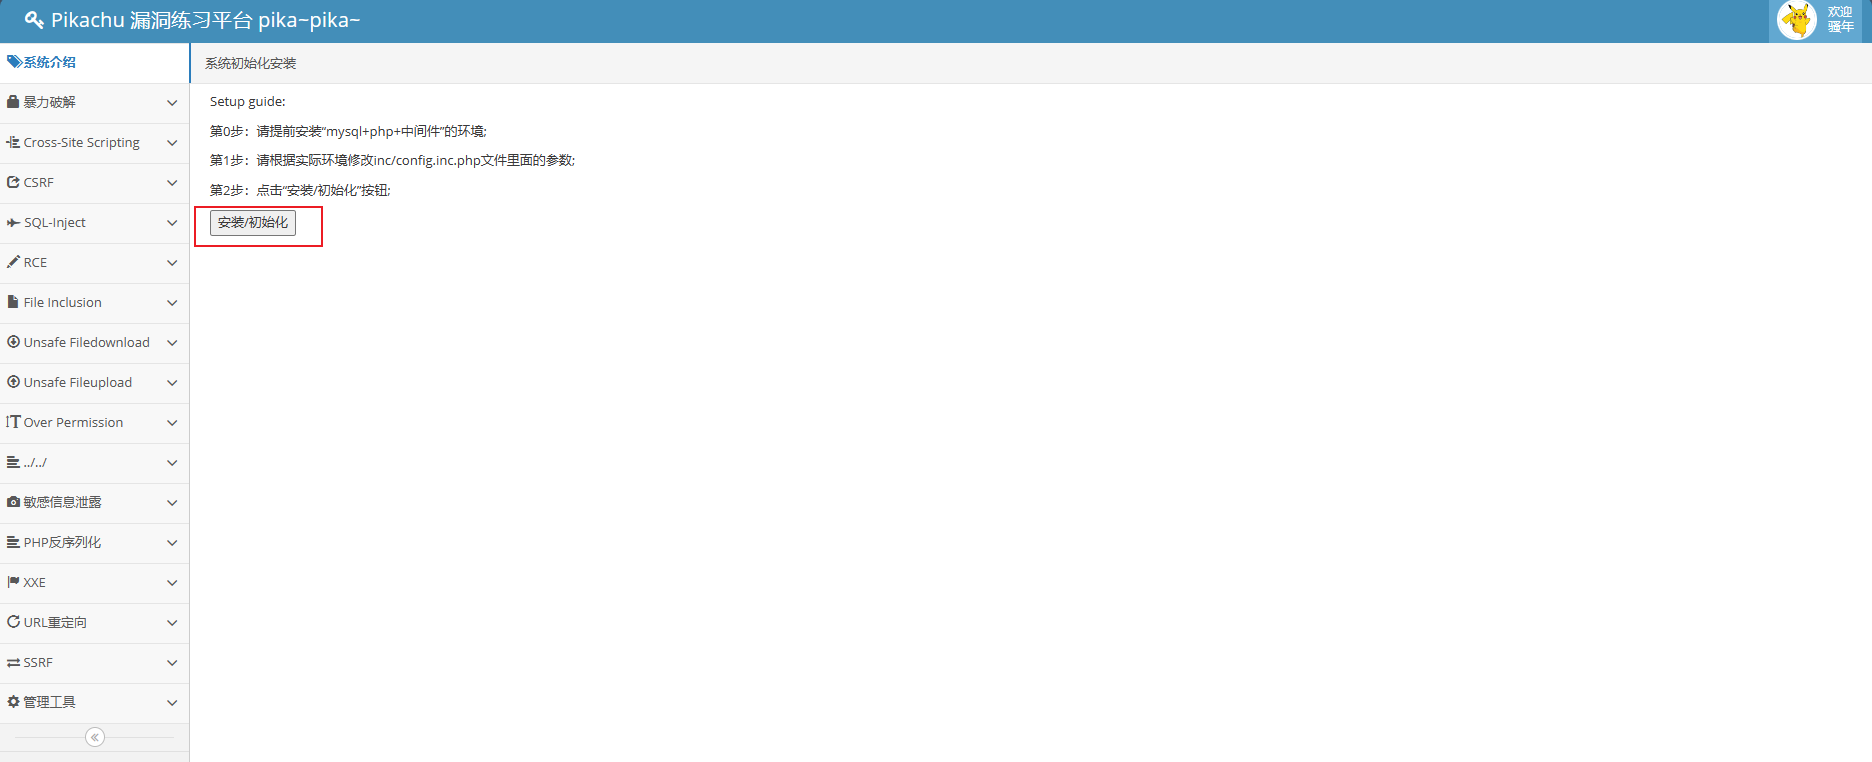 Pikachu 漏洞练习平台 pika~pika~
欢迎
骚年
系统介绍
暴力破解
Cross-Site Scripting
CSRF
SQL-Inject
RCE
File Inclusion
Unsafe Filedownload
Unsafe Fileupload
Over Permission
../../
敏感信息泄露
PHP反序列化
XXE
URL重定向
SSRF
管理工具
系统初始化安装
Setup guide:
第0步：请提前安装“mysql+php+中间件”的环境;
第1步：请根据实际环境修改inc/config.inc.php文件里面的参数;
第2步：点击“安装/初始化”按钮;
安装/初始化